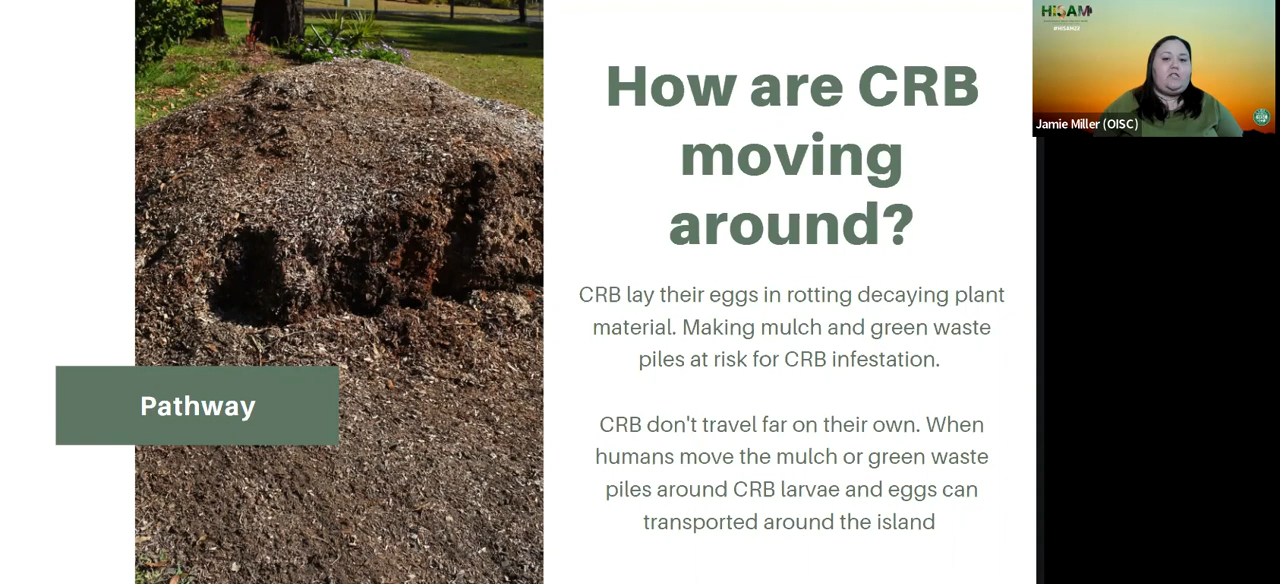 How are CRB
moving
around?
CRB lay their eggs in rotting decaying plant
material. Making mulch and green waste
piles at risk for CRB infestation.
CRB don't travel far on their own. When
humans move the mulch or green waste
piles around CRB larvae and eggs can
transported around the island
Pathway
HISAM
#HISAM22
Jamie Miller (OISC)